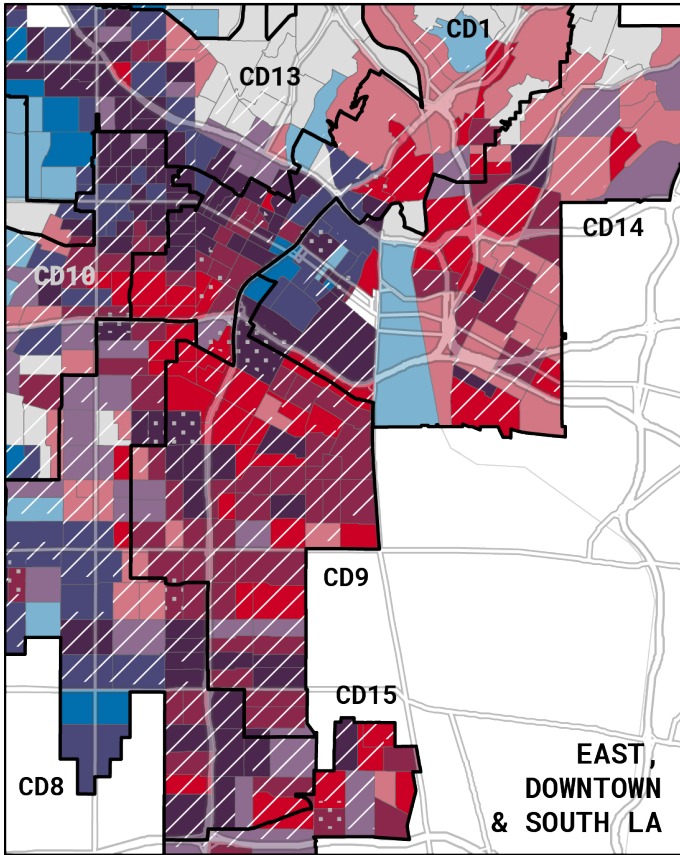 CD1
CD13
CD14
CD10
CD9
CD15
CD8
EAST,
DOWNTOWN
& SOUTH LA